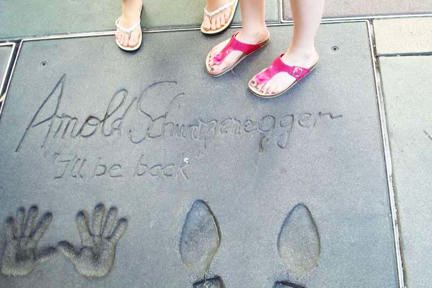 Arnold Schwarzenegger
"I'll be back"